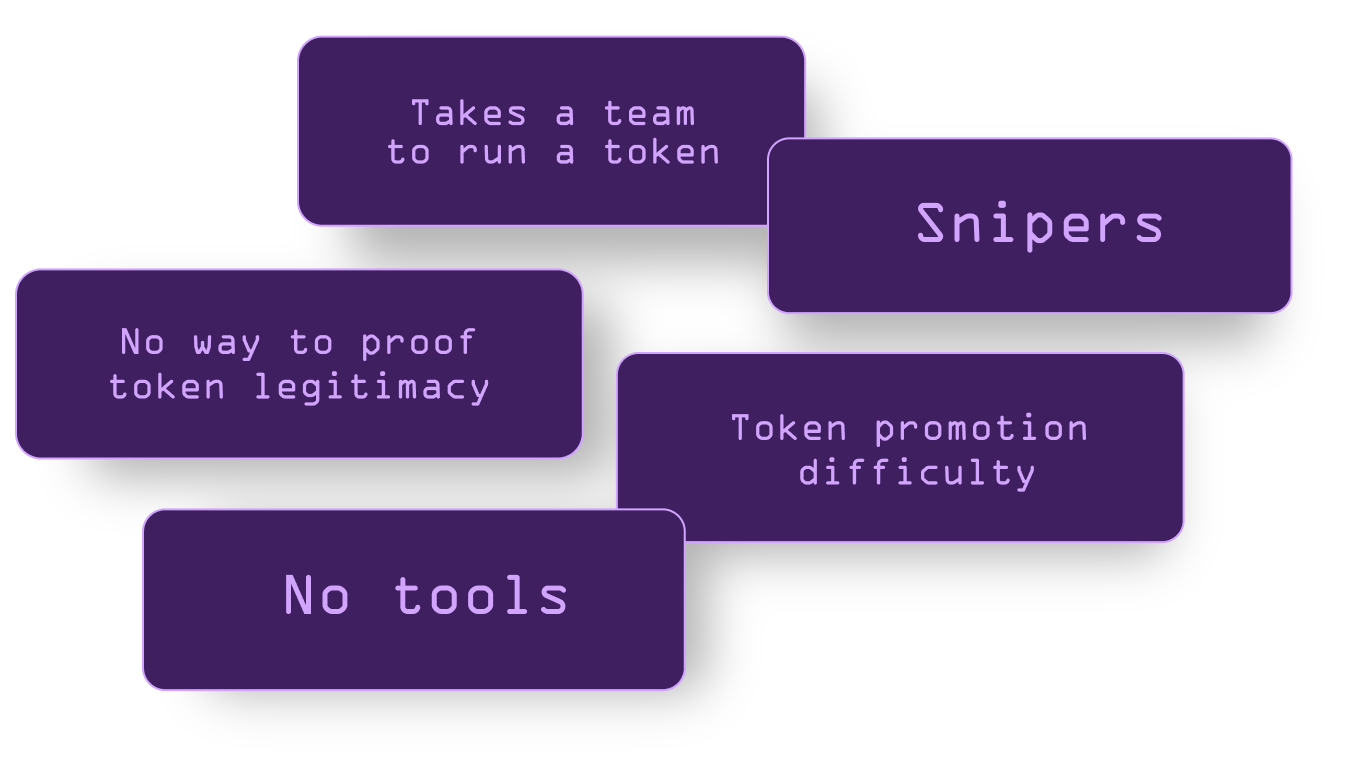 Takes a team
to run a token
Snipers
No way to proof
token legitimacy
Token promotion
difficulty
No tools